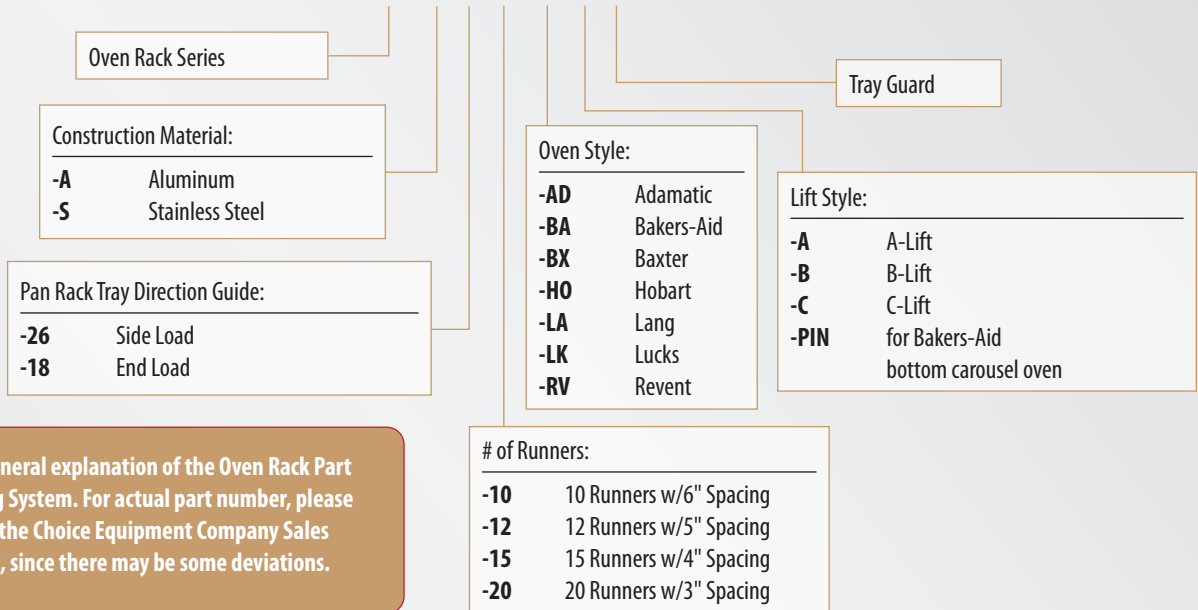 Oven Rack Series
Tray Guard
Construction Material:
-A Aluminum
-S Stainless Steel
Oven Style:
-AD Adamatic
-BA Bakers-Aid
-BX Baxter
-HO Hobart
-LA Lang
-LK Lucks
-RV Revent
Lift Style:
-A A-Lift
-B B-Lift
-C C-Lift
-PIN for Bakers-Aid
bottom carousel oven
Pan Rack Tray Direction Guide:
-26 Side Load
-18 End Load
# of Runners:
-10 10 Runners w/6" Spacing
-12 12 Runners w/5" Spacing
-15 15 Runners w/4" Spacing
-20 20 Runners w/3" Spacing
explanation of the Oven Rack Part
System. For actual part number, please
the Choice Equipment Company Sales
, since there may be some deviations.